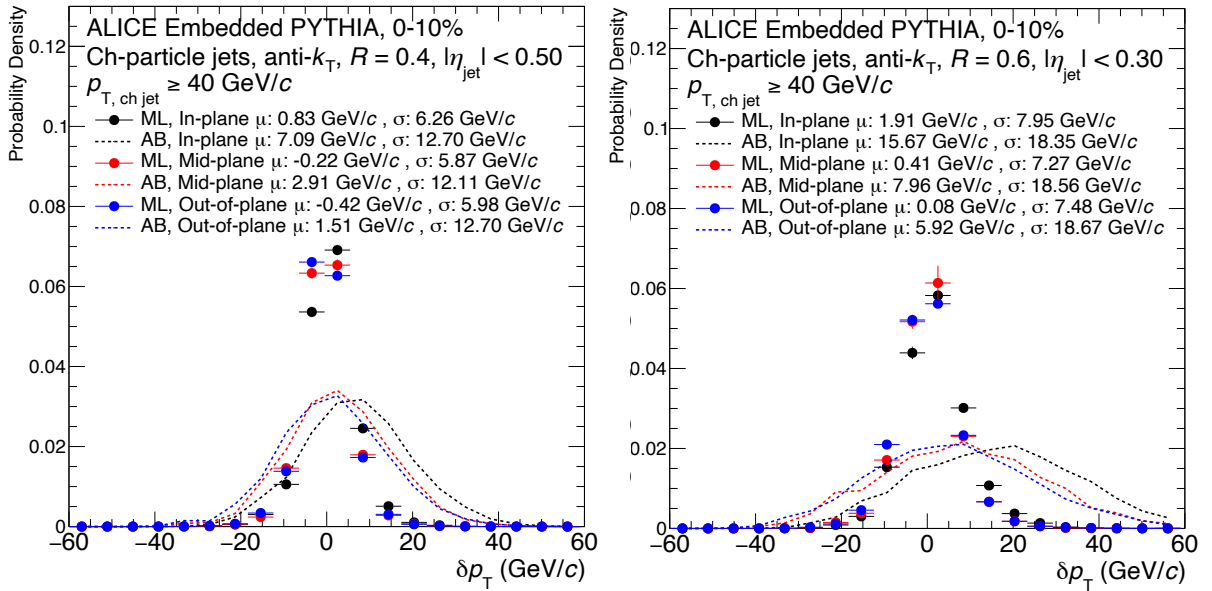 ALICE Embedded PYTHIA, 0-10%
Ch-particle jets, anti-k_T, R = 0.4, |η_jet| < 0.50
p_T, ch jet ≥ 40 GeV/c
ML, In-plane μ: 0.83 GeV/c , σ: 6.26 GeV/c
AB, In-plane μ: 7.09 GeV/c , σ: 12.70 GeV/c
ML, Mid-plane μ: -0.22 GeV/c , σ: 5.87 GeV/c
AB, Mid-plane μ: 2.91 GeV/c , σ: 12.11 GeV/c
ML, Out-of-plane μ: -0.42 GeV/c , σ: 5.98 GeV/c
AB, Out-of-plane μ: 1.51 GeV/c , σ: 12.70 GeV/c
Probability Density
0.12
0.1
0.08
0.06
0.04
0.02
0
−60 −40 −20 0 20 40 60
δp_T (GeV/c)
ALICE Embedded PYTHIA, 0-10%
Ch-particle jets, anti-k_T, R = 0.6, |η_jet| < 0.30
p_T, ch jet ≥ 40 GeV/c
ML, In-plane μ: 1.91 GeV/c , σ: 7.95 GeV/c
AB, In-plane μ: 15.67 GeV/c , σ: 18.35 GeV/c
ML, Mid-plane μ: 0.41 GeV/c , σ: 7.27 GeV/c
AB, Mid-plane μ: 7.96 GeV/c , σ: 18.56 GeV/c
ML, Out-of-plane μ: 0.08 GeV/c , σ: 7.48 GeV/c
AB, Out-of-plane μ: 5.92 GeV/c , σ: 18.67 GeV/c
Probability Density
0.12
0.1
0.08
0.06
0.04
0.02
0
−60 −40 −20 0 20 40 60
δp_T (GeV/c)